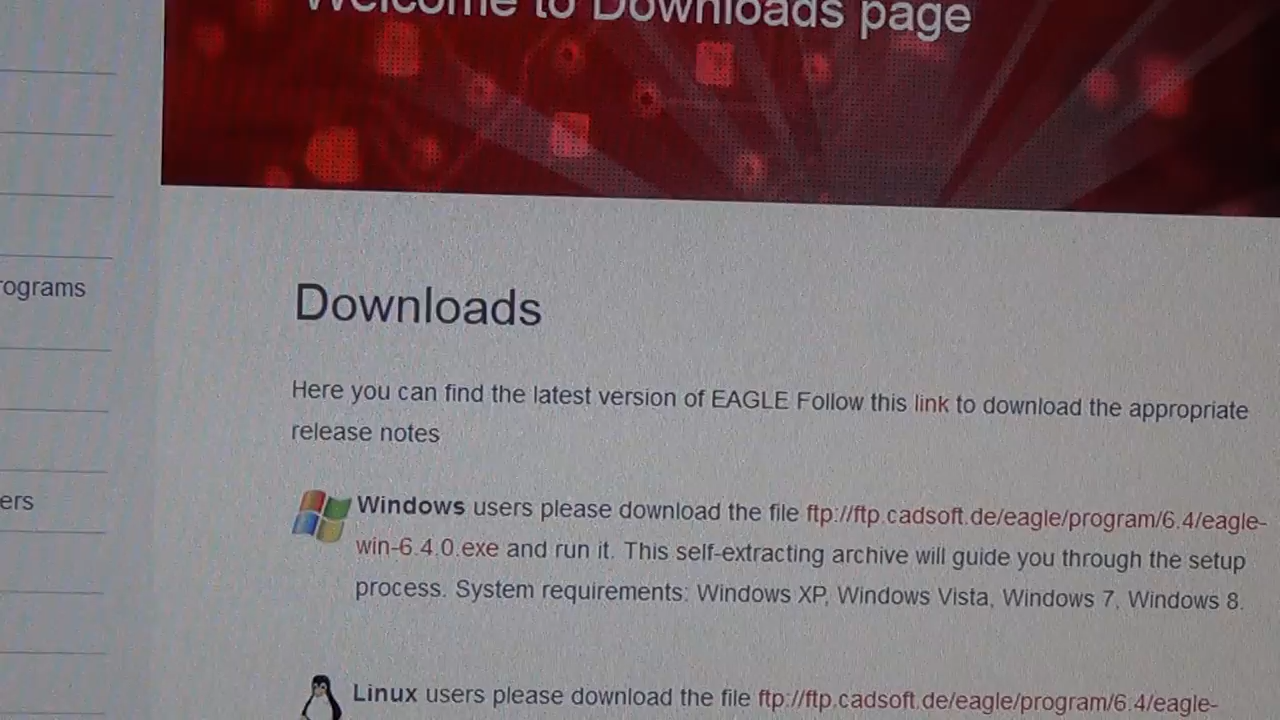 Welcome to Downloads page
rograms
Downloads
Here you can find the latest version of EAGLE Follow this link to download the appropriate
release notes
ers
Windows users please download the file ftp://ftp.cadsoft.de/eagle/program/6.4/eagle-
win-6.4.0.exe and run it. This self-extracting archive will guide you through the setup
process. System requirements: Windows XP, Windows Vista, Windows 7, Windows 8.
Linux users please download the file ftp://ftp.cadsoft.de/eagle/program/6.4/eagle-